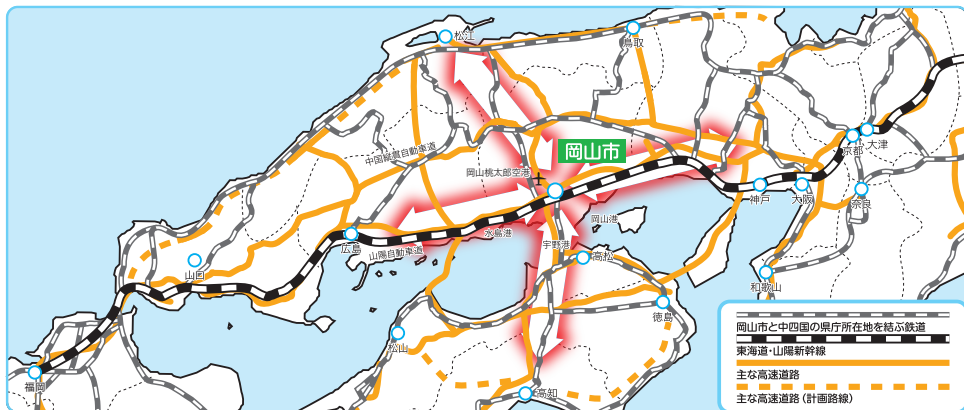 松江
鳥取
中国縦貫自動車道
岡山市
京都
大津
岡山桃太郎空港
神戸
大阪
奈良
岡山港
水島港
宇野港
広島
山陽自動車道
高松
山口
和歌山
徳島
松山
福岡
高知
岡山市と中四国の県庁所在地を結ぶ鉄道
東海道・山陽新幹線
主な高速道路
主な高速道路(計画路線)